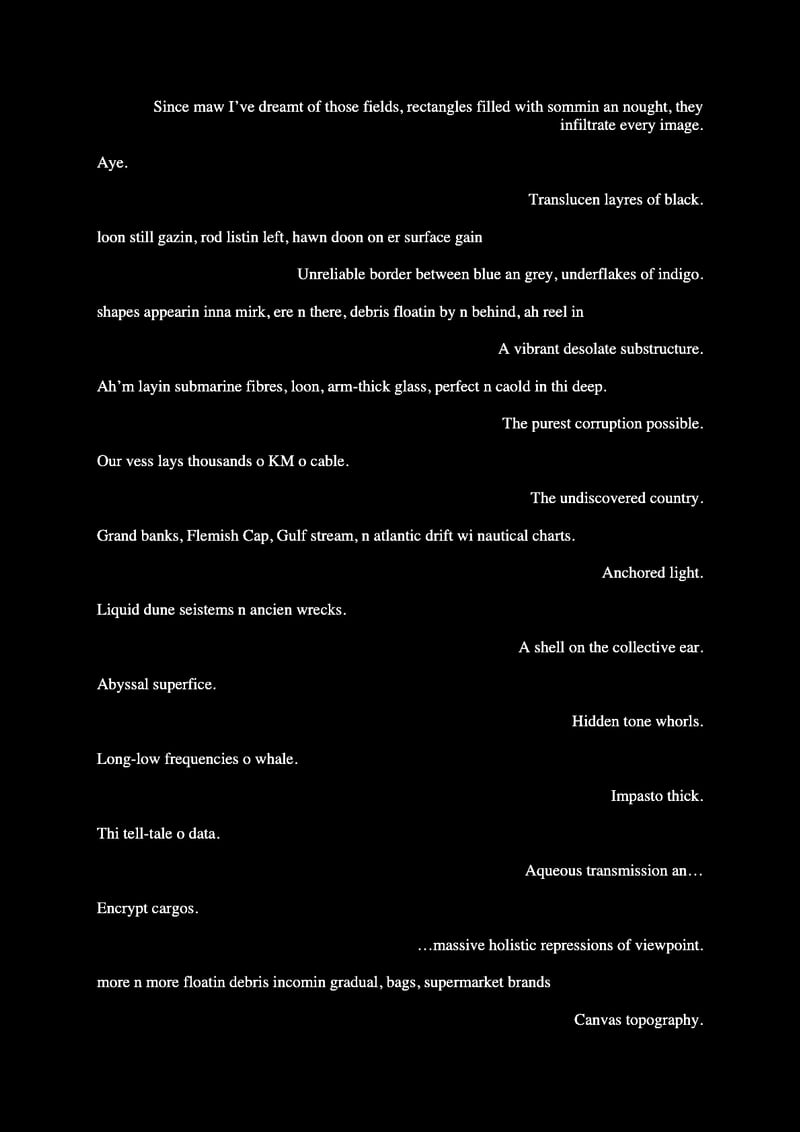 Since maw I’ve dreamt of those fields, rectangles filled with sommin an nought, they
infiltrate every image.
Aye.
Translucen layres of black.
loon still gazin, rod listin left, hawn doon on er surface gain
Unreliable border between blue an grey, underflakes of indigo.
shapes appearin inna mirk, ere n there, debris floatin by n behind, ah reel in
A vibrant desolate substructure.
Ah’m layin submarine fibres, loon, arm-thick glass, perfect n caold in thi deep.
The purest corruption possible.
Our vess lays thousands o KM o cable.
The undiscovered country.
Grand banks, Flemish Cap, Gulf stream, n atlantic drift wi nautical charts.
Anchored light.
Liquid dune seistems n ancien wrecks.
A shell on the collective ear.
Abyssal superfice.
Hidden tone whorls.
Long-low frequencies o whale.
Impasto thick.
Thi tell-tale o data.
Aqueous transmission an…
Encrypt cargos.
…massive holistic repressions of viewpoint.
more n more floatin debris incomin gradual, bags, supermarket brands
Canvas topography.